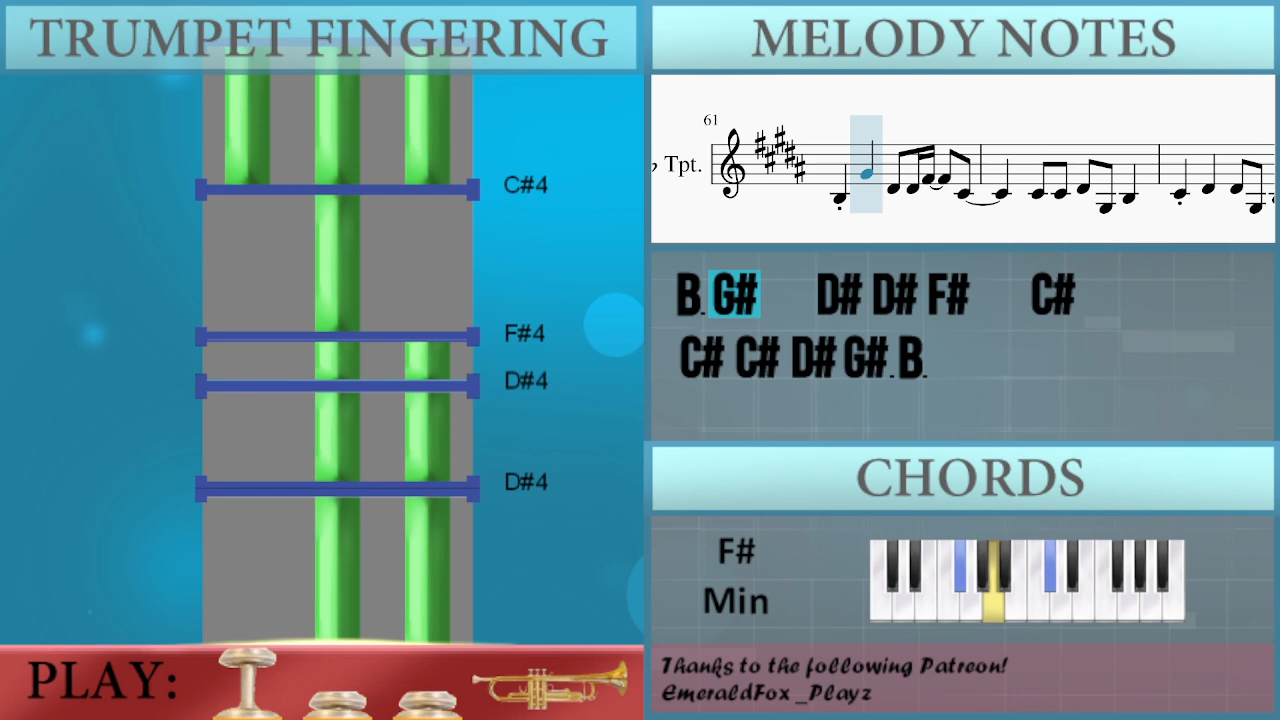 TRUMPET FINGERING
C#4
F#4
D#4
D#4
PLAY:
MELODY NOTES
61
♭ Tpt.
B. G# D# D# F# C#
C# C# D# G#. B.
CHORDS
F#
Min
Thanks to the following Patreon!
EmeraldFox_Playz